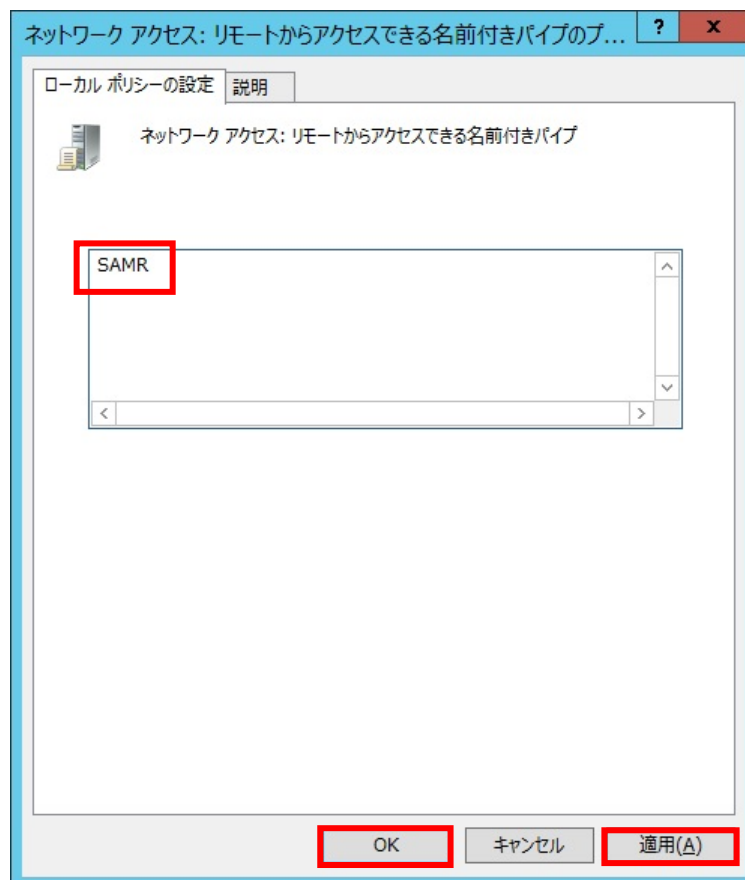 ネットワーク アクセス: リモートからアクセスできる名前付きパイプのプ... ? x
ローカル ポリシーの設定 説明
ネットワーク アクセス: リモートからアクセスできる名前付きパイプ
SAMR
OK キャンセル 適用(A)